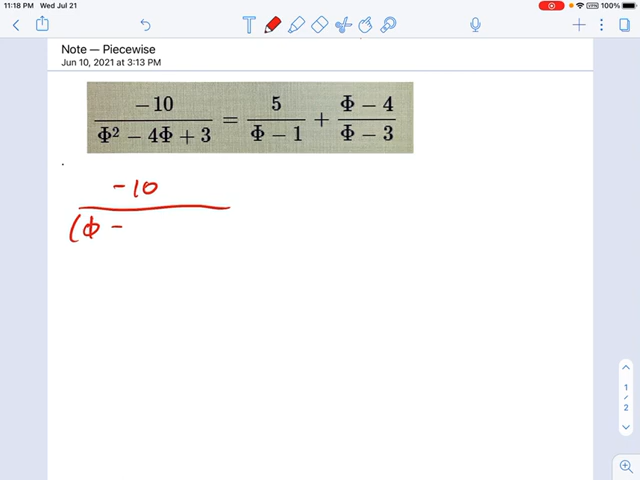 11:18 PM Wed Jul 21
VPN 100%
T
Note — Piecewise
Jun 10, 2021 at 3:13 PM
−10 / Φ² − 4Φ + 3 = 5 / Φ − 1 + Φ − 4 / Φ − 3
-10
(Φ -
1
/
2